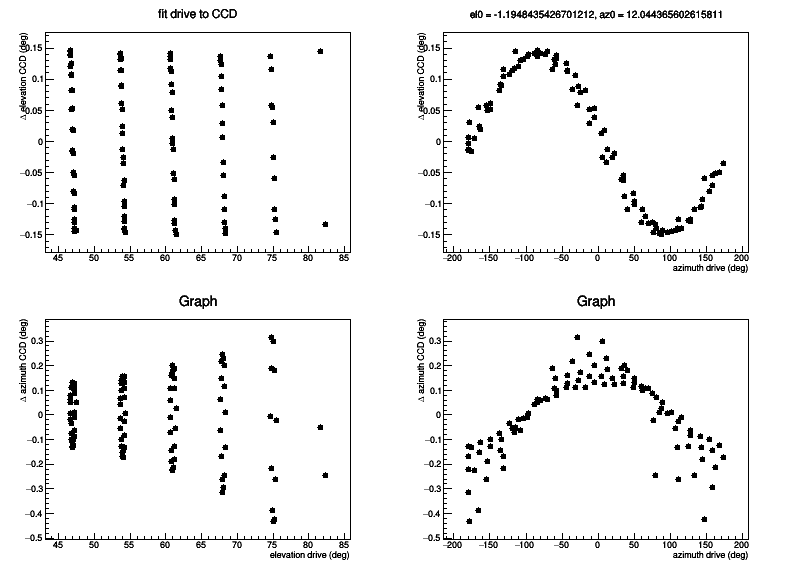 fit drive to CCD
Δ elevation CCD (deg)
0.15
0.1
0.05
0
−0.05
−0.1
−0.15
45 50 55 60 65 70 75 80 85
el0 = -1.1948435426701212, az0 = 12.044365602615811
Δ elevation CCD (deg)
0.15
0.1
0.05
0
−0.05
−0.1
−0.15
−200 −150 −100 −50 0 50 100 150 200
azimuth drive (deg)
Graph
Δ azimuth CCD (deg)
0.3
0.2
0.1
0
−0.1
−0.2
−0.3
−0.4
−0.5
45 50 55 60 65 70 75 80 85
elevation drive (deg)
Graph
Δ azimuth CCD (deg)
0.3
0.2
0.1
0
−0.1
−0.2
−0.3
−0.4
−0.5
−200 −150 −100 −50 0 50 100 150 200
azimuth drive (deg)